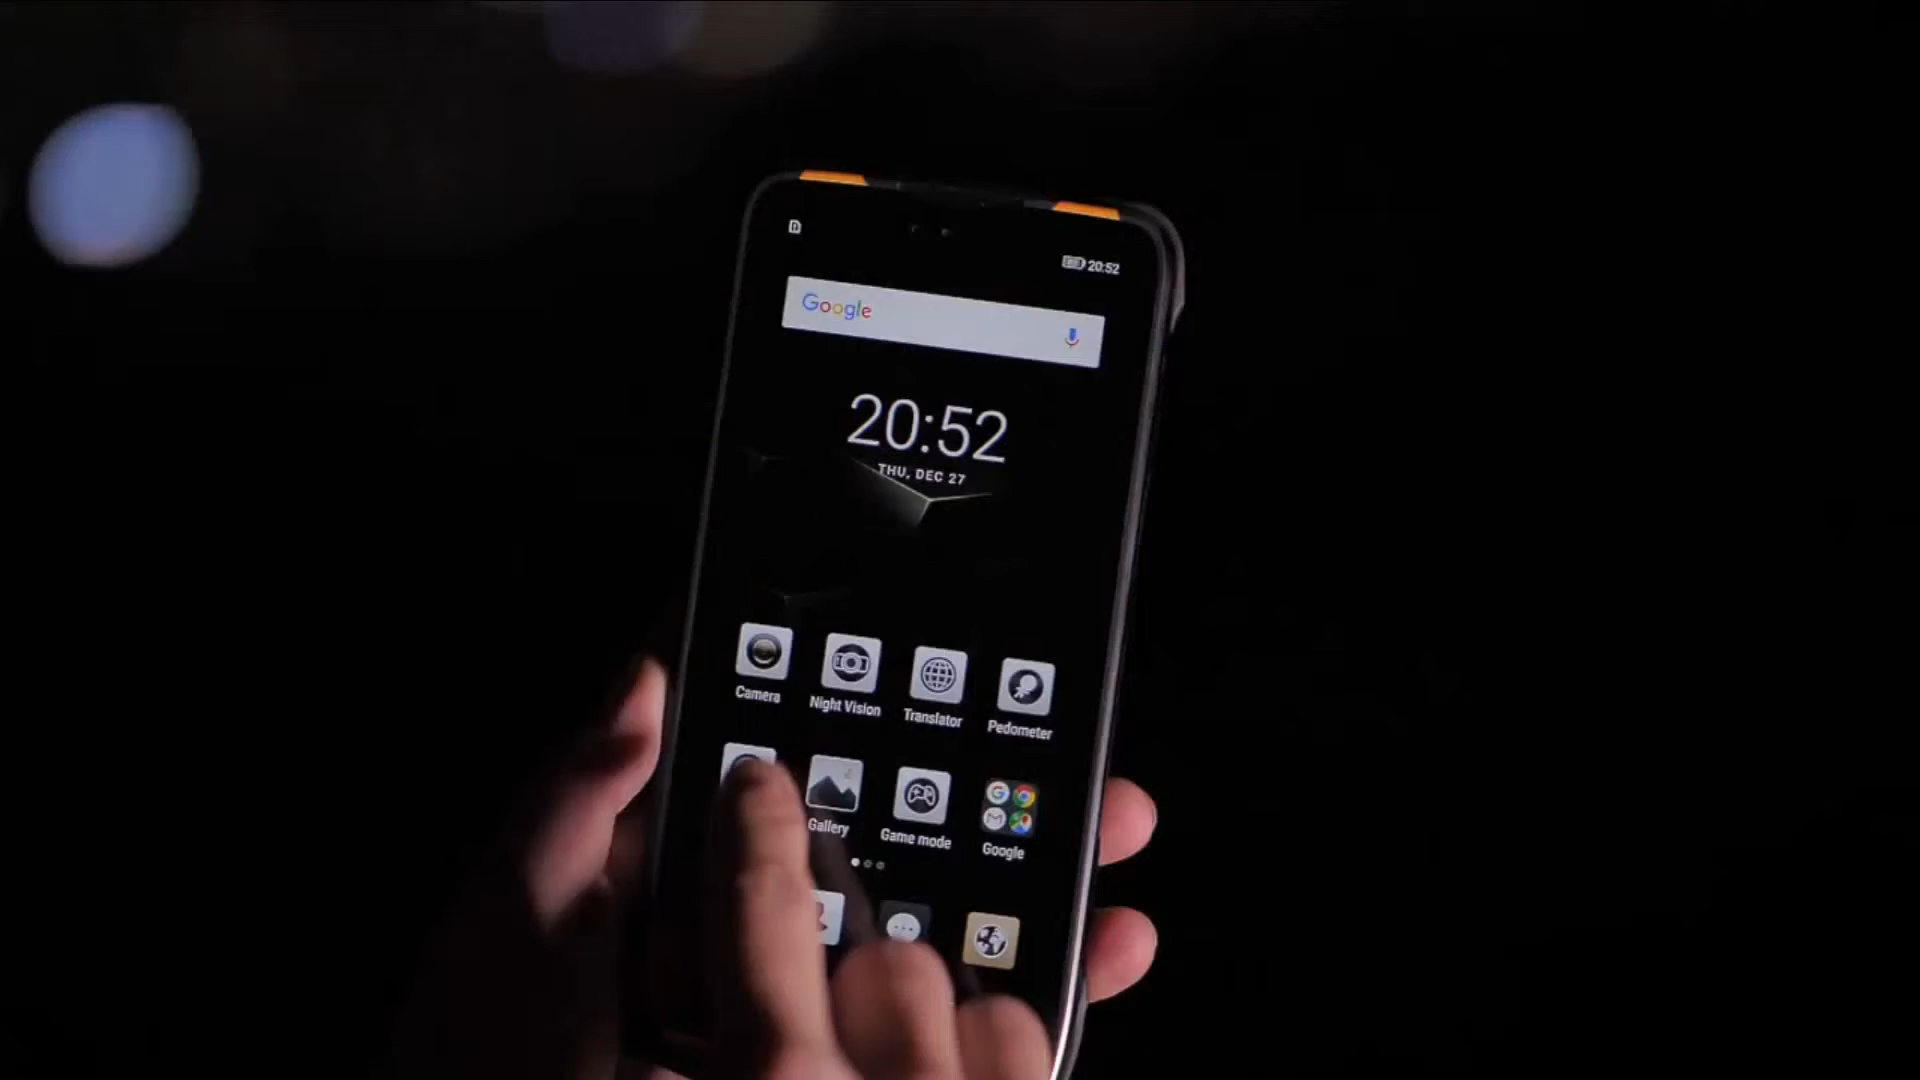 20:52
Google
20:52
THU, DEC 27
Camera
Night Vision
Translator
Pedometer
Gallery
Game mode
Google